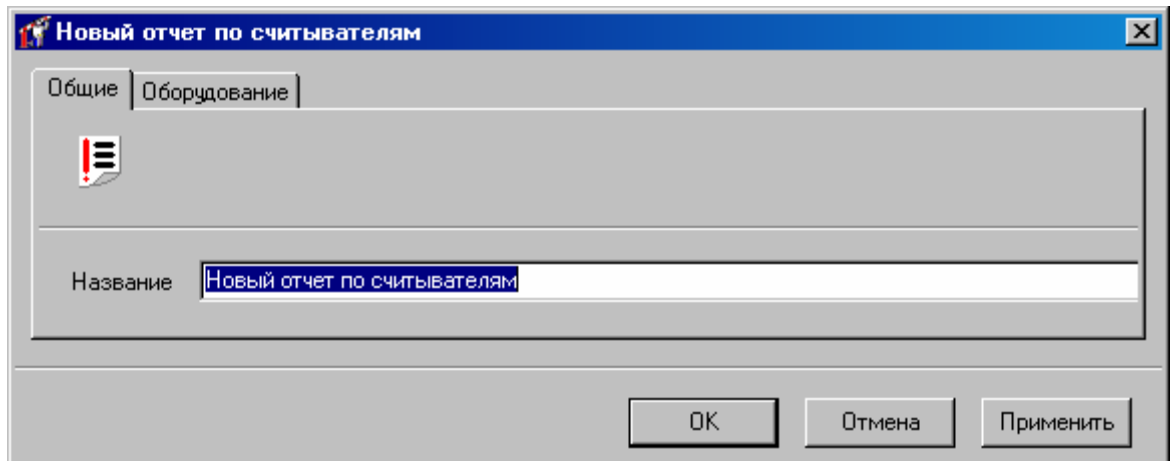 Новый отчет по считывателям
Общие Оборудование
Название Новый отчет по считывателям
OK Отмена Применить